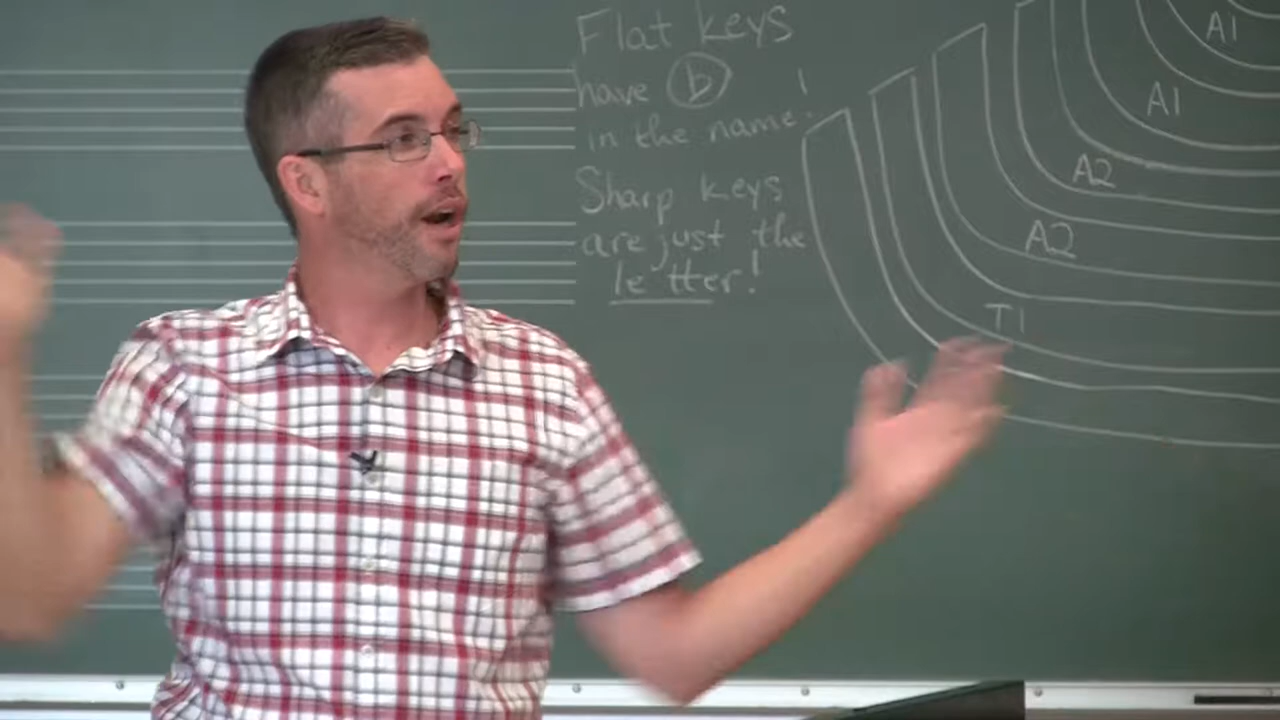 Flat keys
have b !
in the name.
Sharp keys
are just the
letter!
A1
A1
A2
A2
T1